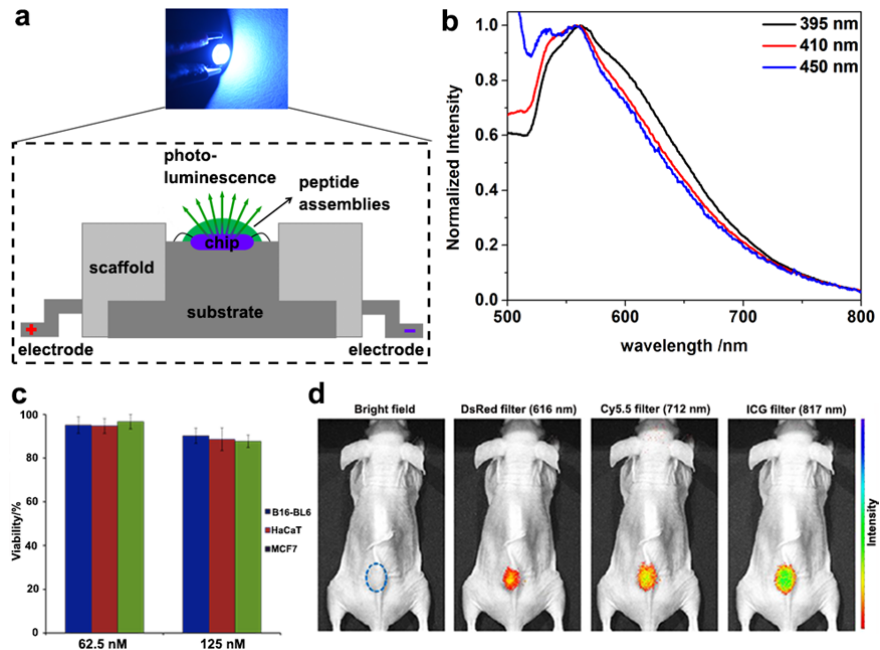 a
photo-
luminescence
peptide
assemblies
chip
scaffold
substrate
+
-
electrode
electrode
b
395 nm
410 nm
450 nm
Normalized Intensity
1.0
0.8
0.6
0.4
0.2
0.0
500
600
700
800
wavelength /nm
c
Viability/%
100
80
60
40
20
0
B16-BL6
HaCaT
MCF7
62.5 nM
125 nM
d
Bright field
DsRed filter (616 nm)
Cy5.5 filter (712 nm)
ICG filter (817 nm)
Intensity